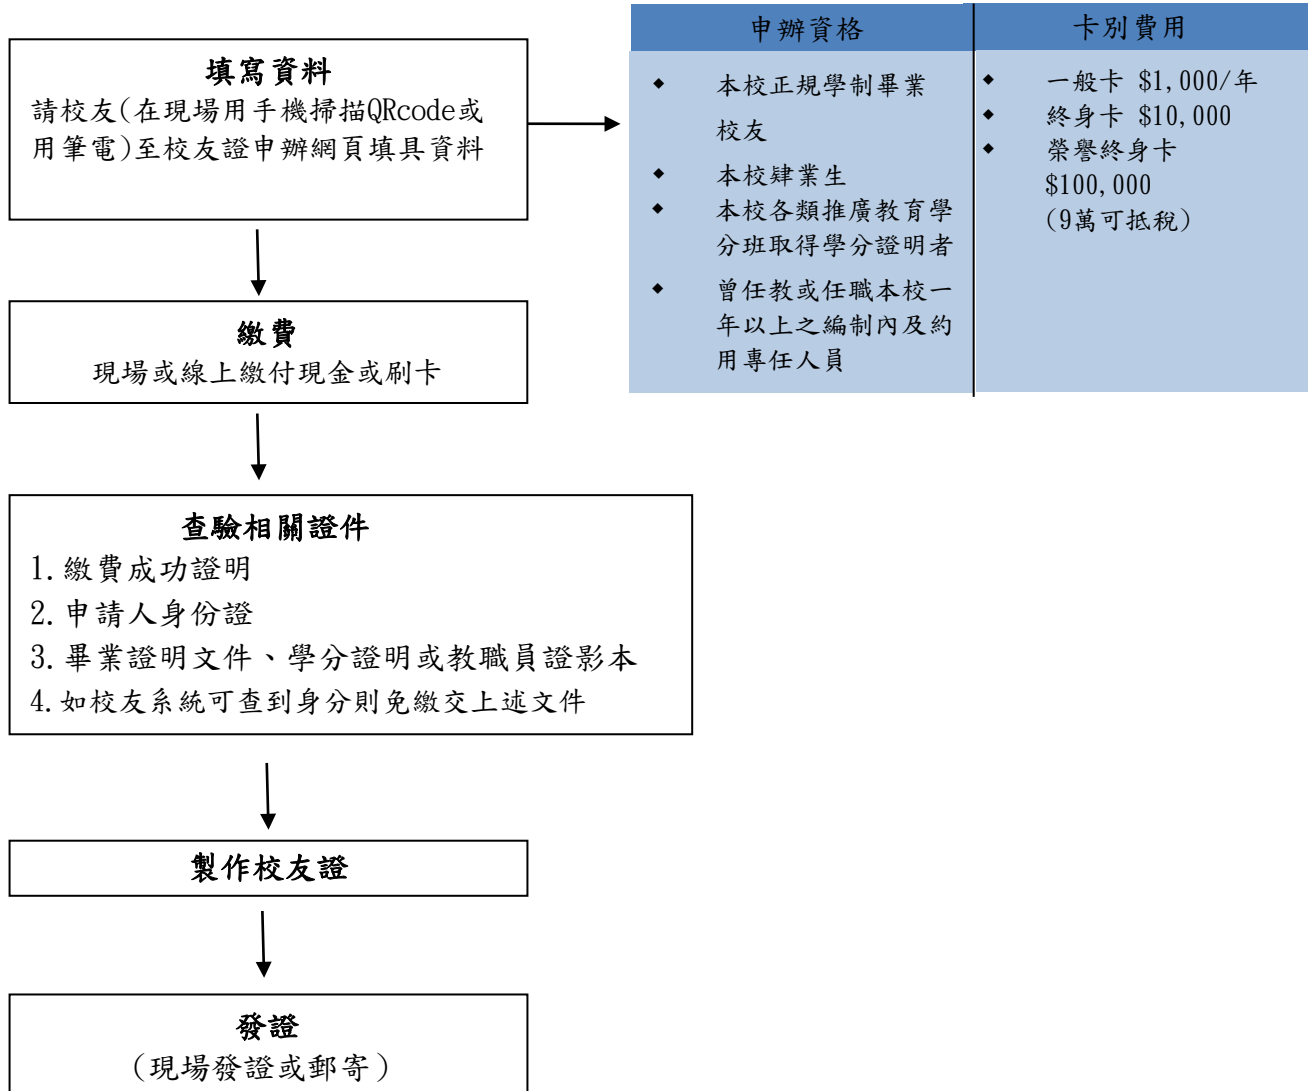 填寫資料
請校友(在現場用手機掃描QRcode或
用筆電)至校友證申辦網頁填具資料
申辦資格
◆ 本校正規學制畢業
校友
◆ 本校肄業生
◆ 本校各類推廣教育學
分班取得學分證明者
◆ 曾任教或任職本校一
年以上之編制內及約
用專任人員
卡別費用
◆ 一般卡 $1,000/年
◆ 終身卡 $10,000
◆ 榮譽終身卡
$100,000
(9萬可抵稅)
繳費
現場或線上繳付現金或刷卡
查驗相關證件
1.繳費成功證明
2.申請人身份證
3.畢業證明文件、學分證明或教職員證影本
4.如校友系統可查到身分則免繳交上述文件
製作校友證
發證
(現場發證或郵寄)